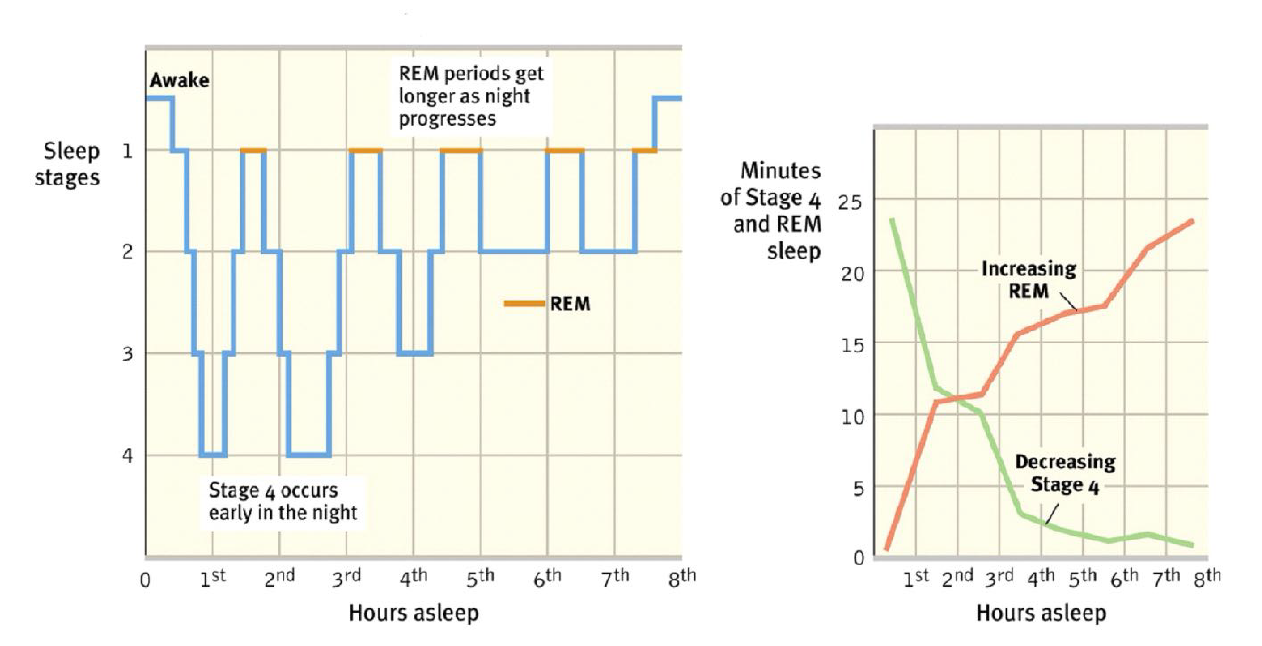 Awake
REM periods get
longer as night
progresses
Sleep
stages
1
2
3
4
REM
Stage 4 occurs
early in the night
0 1st 2nd 3rd 4th 5th 6th 7th 8th
Hours asleep
Minutes
of Stage 4
and REM
sleep
25
20
15
10
5
0
Increasing
REM
Decreasing
Stage 4
1st 2nd 3rd 4th 5th 6th 7th 8th
Hours asleep